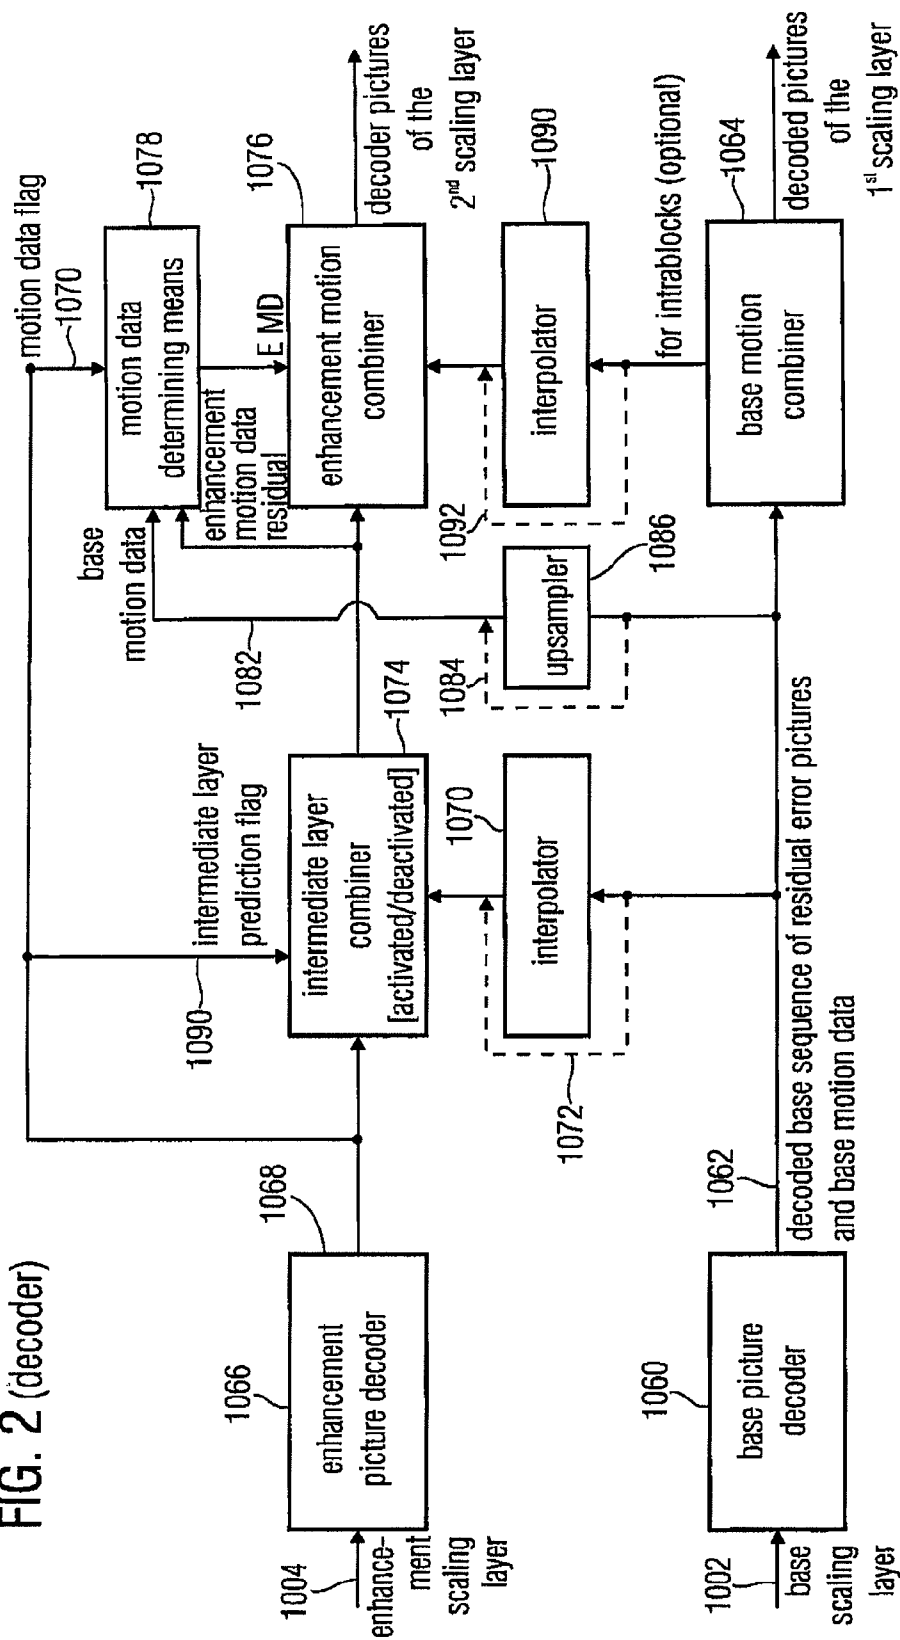 FIG. 2 (decoder)
motion data flag
1070
1078
motion data
determining means
base
motion data
1082
enhancement
motion data
residual
E MD
intermediate layer
prediction flag
1090
1004
enhance-
ment
scaling
layer
1066
enhancement
picture decoder
1068
intermediate layer
combiner
[activated/deactivated]
1074
1076
enhancement motion
combiner
decoder pictures
of the
2nd scaling layer
1072
interpolator
1070
1084
upsampler
1086
1092
interpolator
1090
for intrablocks (optional)
1002
base
scaling
layer
1060
base picture
decoder
1062
decoded base sequence of residual error pictures
and base motion data
1064
base motion
combiner
decoded pictures
of the
1st scaling layer